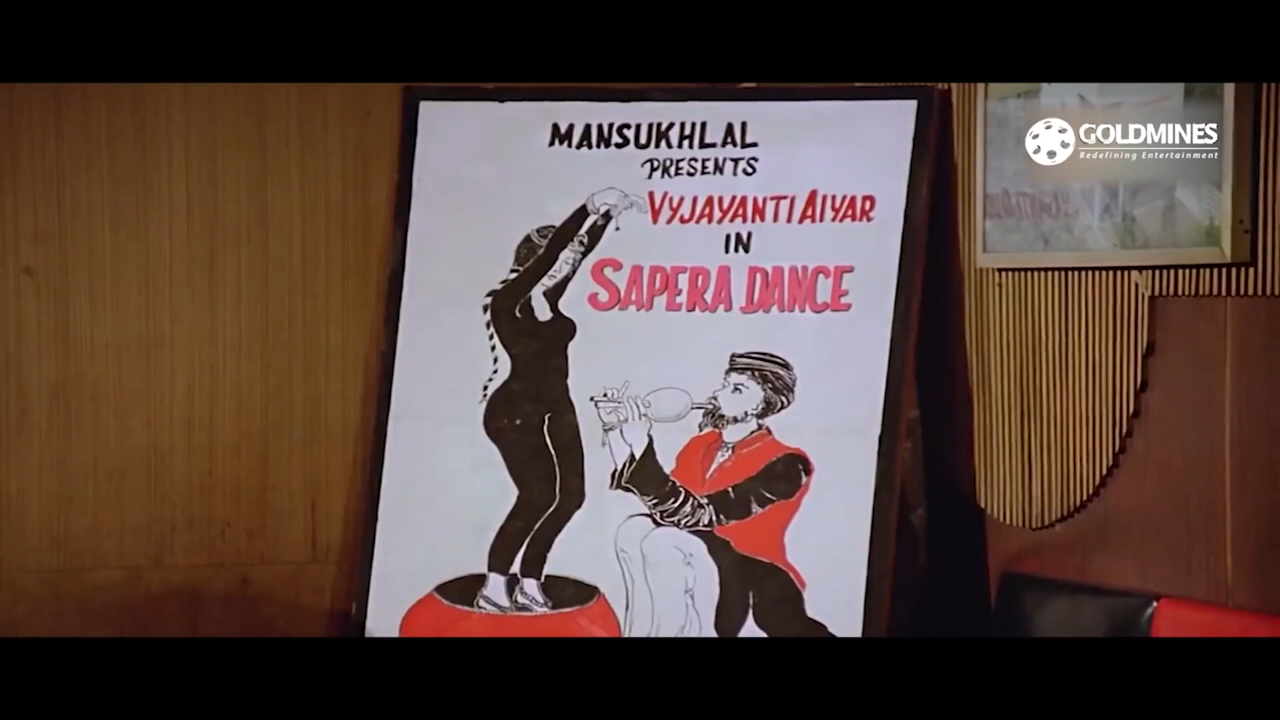 MANSUKHLAL
PRESENTS
VYJAYANTI AIYAR
IN
SAPERA DANCE
GOLDMINES
Redefining Entertainment